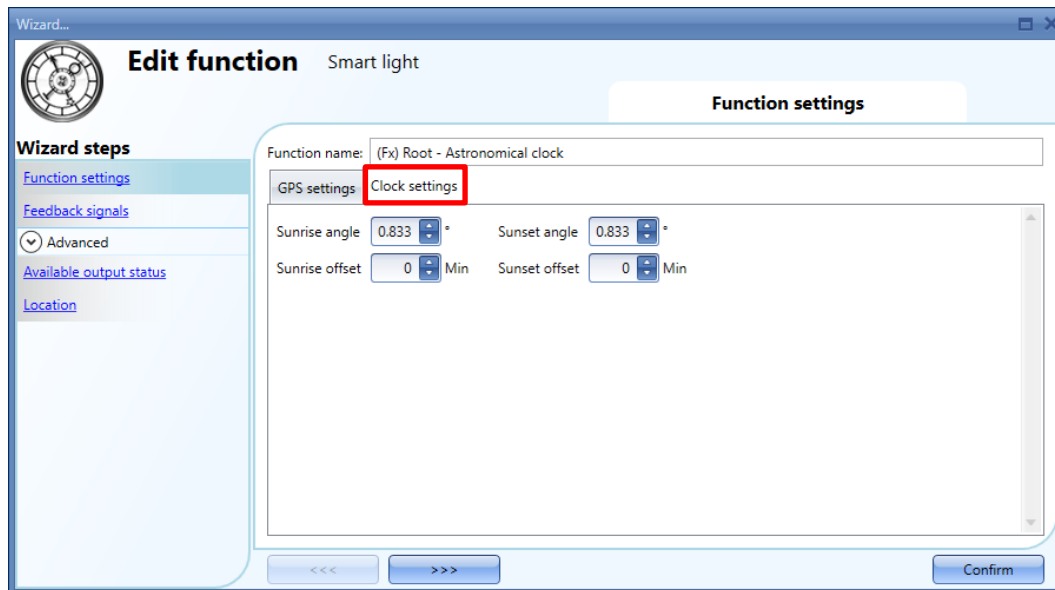 Wizard...
Edit function Smart light
Function settings
Wizard steps
Function settings
Feedback signals
Advanced
Available output status
Location
Function name: (Fx) Root - Astronomical clock
GPS settings Clock settings
Sunrise angle 0.833 ° Sunset angle 0.833 °
Sunrise offset 0 Min Sunset offset 0 Min
<<< >>> Confirm